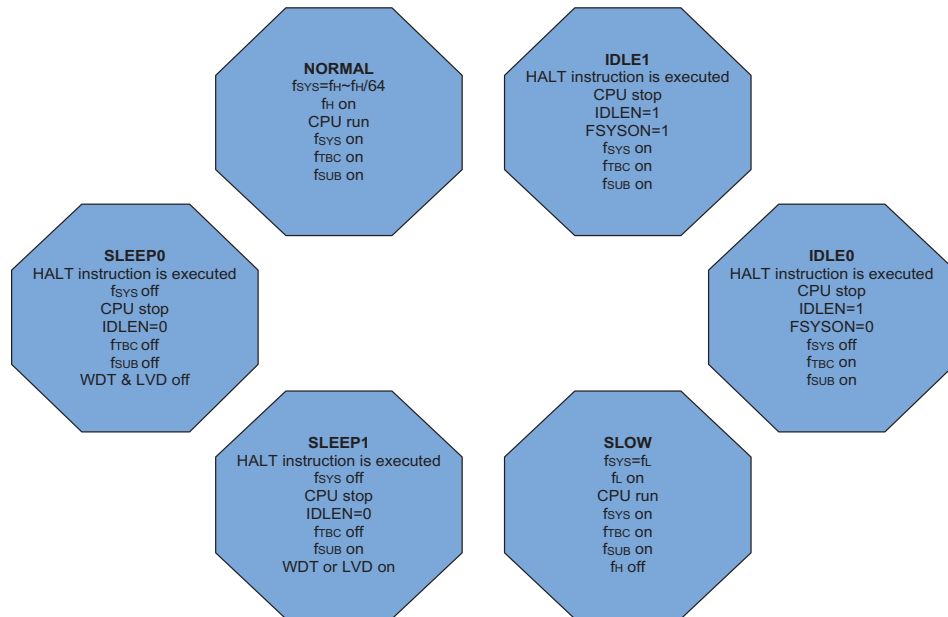 NORMAL
fSYS=fH~fH/64
fH on
CPU run
fSYS on
fTBC on
fSUB on
IDLE1
HALT instruction is executed
CPU stop
IDLEN=1
FSYSON=1
fSYS on
fTBC on
fSUB on
SLEEP0
HALT instruction is executed
fSYS off
CPU stop
IDLEN=0
fTBC off
fSUB off
WDT & LVD off
IDLE0
HALT instruction is executed
CPU stop
IDLEN=1
FSYSON=0
fSYS off
fTBC on
fSUB on
SLEEP1
HALT instruction is executed
fSYS off
CPU stop
IDLEN=0
fTBC off
fSUB on
WDT or LVD on
SLOW
fSYS=fL
fL on
CPU run
fSYS on
fTBC on
fSUB on
fH off